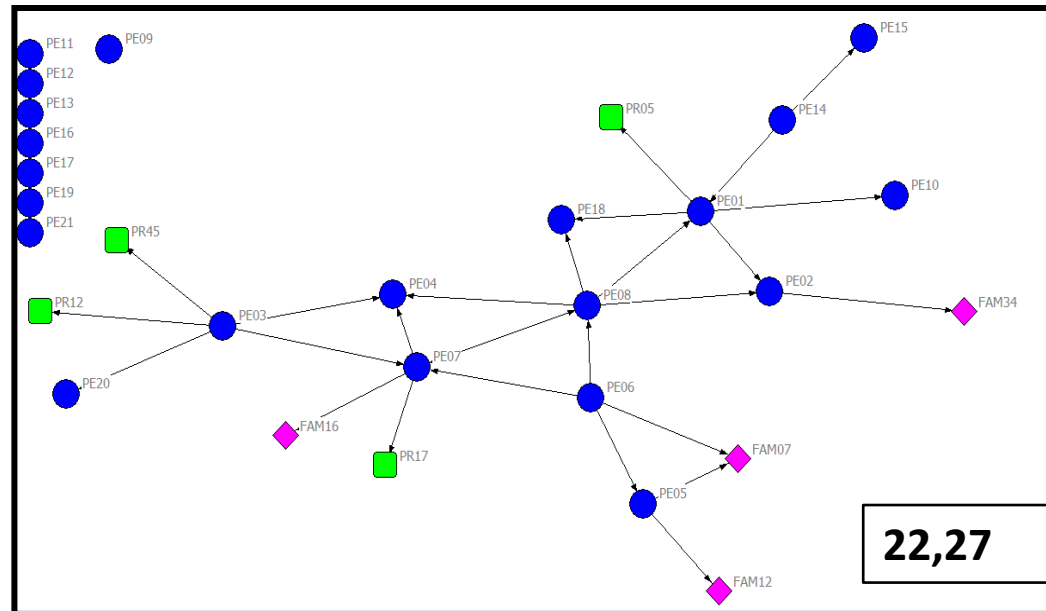 PE11
PE09
PE15
PE12
PE13
PR05
PE14
PE16
PE17
PE19
PE10
PE01
PE18
PE21
PR45
PE04
PE08
PE02
PR12
PE03
FAM34
PE07
PE20
PE06
FAM16
FAM07
PR17
PE05
22,27
FAM12